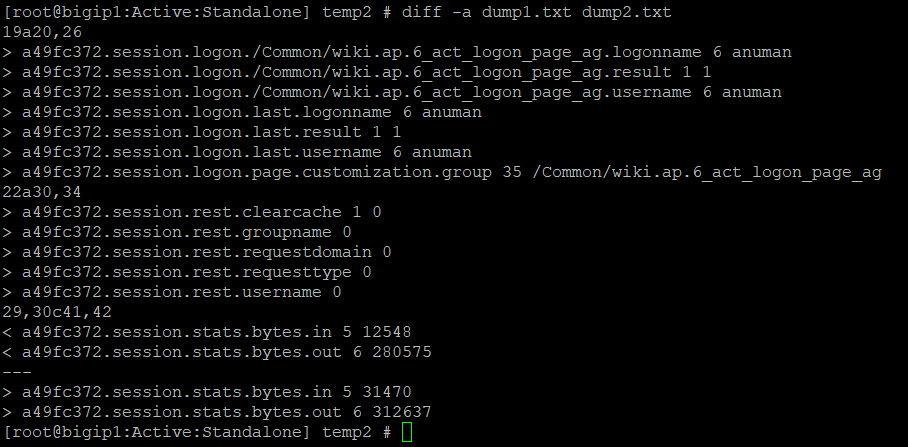 [root@bigip1:Active:Standalone] temp2 # diff -a dump1.txt dump2.txt
19a20,26
> a49fc372.session.logon./Common/wiki.ap.6_act_logon_page_ag.logonname 6 anuman
> a49fc372.session.logon./Common/wiki.ap.6_act_logon_page_ag.result 1 1
> a49fc372.session.logon./Common/wiki.ap.6_act_logon_page_ag.username 6 anuman
> a49fc372.session.logon.last.logonname 6 anuman
> a49fc372.session.logon.last.result 1 1
> a49fc372.session.logon.last.username 6 anuman
> a49fc372.session.logon.page.customization.group 35 /Common/wiki.ap.6_act_logon_page_ag
22a30,34
> a49fc372.session.rest.clearcache 1 0
> a49fc372.session.rest.groupname 0
> a49fc372.session.rest.requestdomain 0
> a49fc372.session.rest.requesttype 0
> a49fc372.session.rest.username 0
29,30c41,42
< a49fc372.session.stats.bytes.in 5 12548
< a49fc372.session.stats.bytes.out 6 280575
---
> a49fc372.session.stats.bytes.in 5 31470
> a49fc372.session.stats.bytes.out 6 312637
[root@bigip1:Active:Standalone] temp2 #